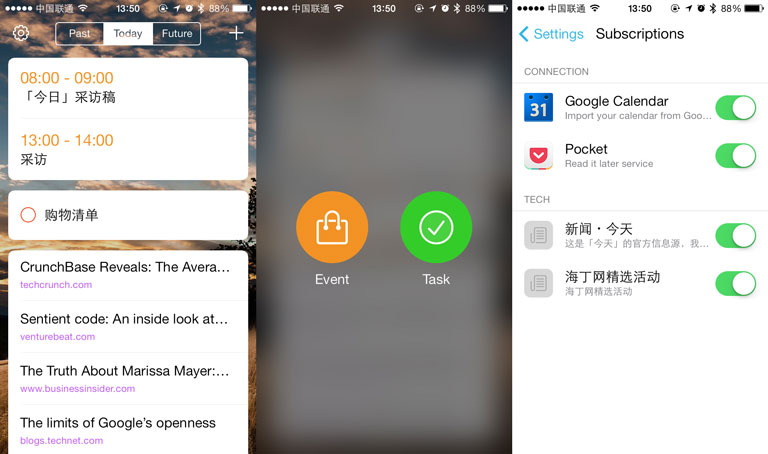 中国联通 13:50 88%
Past Today Future
08:00 - 09:00
「今日」采访稿
13:00 - 14:00
采访
购物清单
CrunchBase Reveals: The Avera…
techcrunch.com
Sentient code: An inside look at…
venturebeat.com
The Truth About Marissa Mayer:…
www.businessinsider.com
The limits of Google’s openness
blogs.technet.com
中国联通 13:50 88%
Event Task
中国联通 13:50 88%
Settings Subscriptions
CONNECTION
31
Google Calendar
Import your calendar from Goo…
Pocket
Read it later service
TECH
新闻·今天
这是「今天」的官方信息源，我…
海丁网精选活动
海丁网精选活动